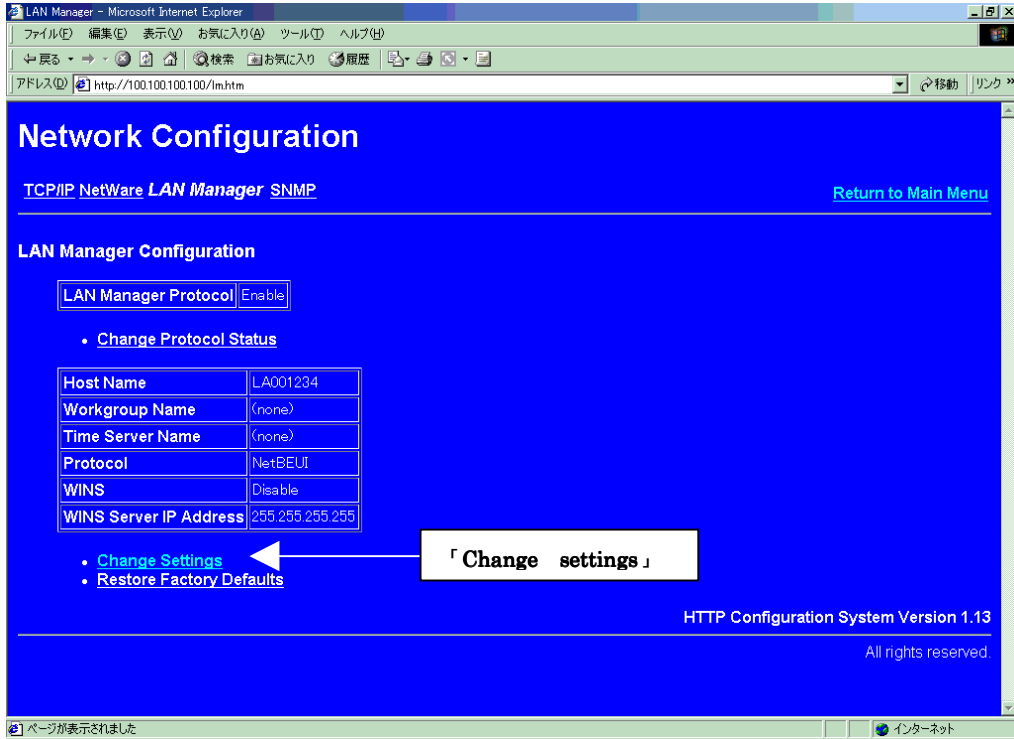 LAN Manager - Microsoft Internet Explorer
ファイル(F) 編集(E) 表示(V) お気に入り(A) ツール(T) ヘルプ(H)
戻る 検索 お気に入り 履歴
アドレス(D) http://100.100.100.100/lm.htm 移動 リンク »
Network Configuration
TCP/IP NetWare LAN Manager SNMP Return to Main Menu
LAN Manager Configuration
LAN Manager Protocol Enable
• Change Protocol Status
Host Name LA001234
Workgroup Name (none)
Time Server Name (none)
Protocol NetBEUI
WINS Disable
WINS Server IP Address 255.255.255.255
• Change Settings 「Change settings」
• Restore Factory Defaults
HTTP Configuration System Version 1.13
All rights reserved.
ページが表示されました インターネット